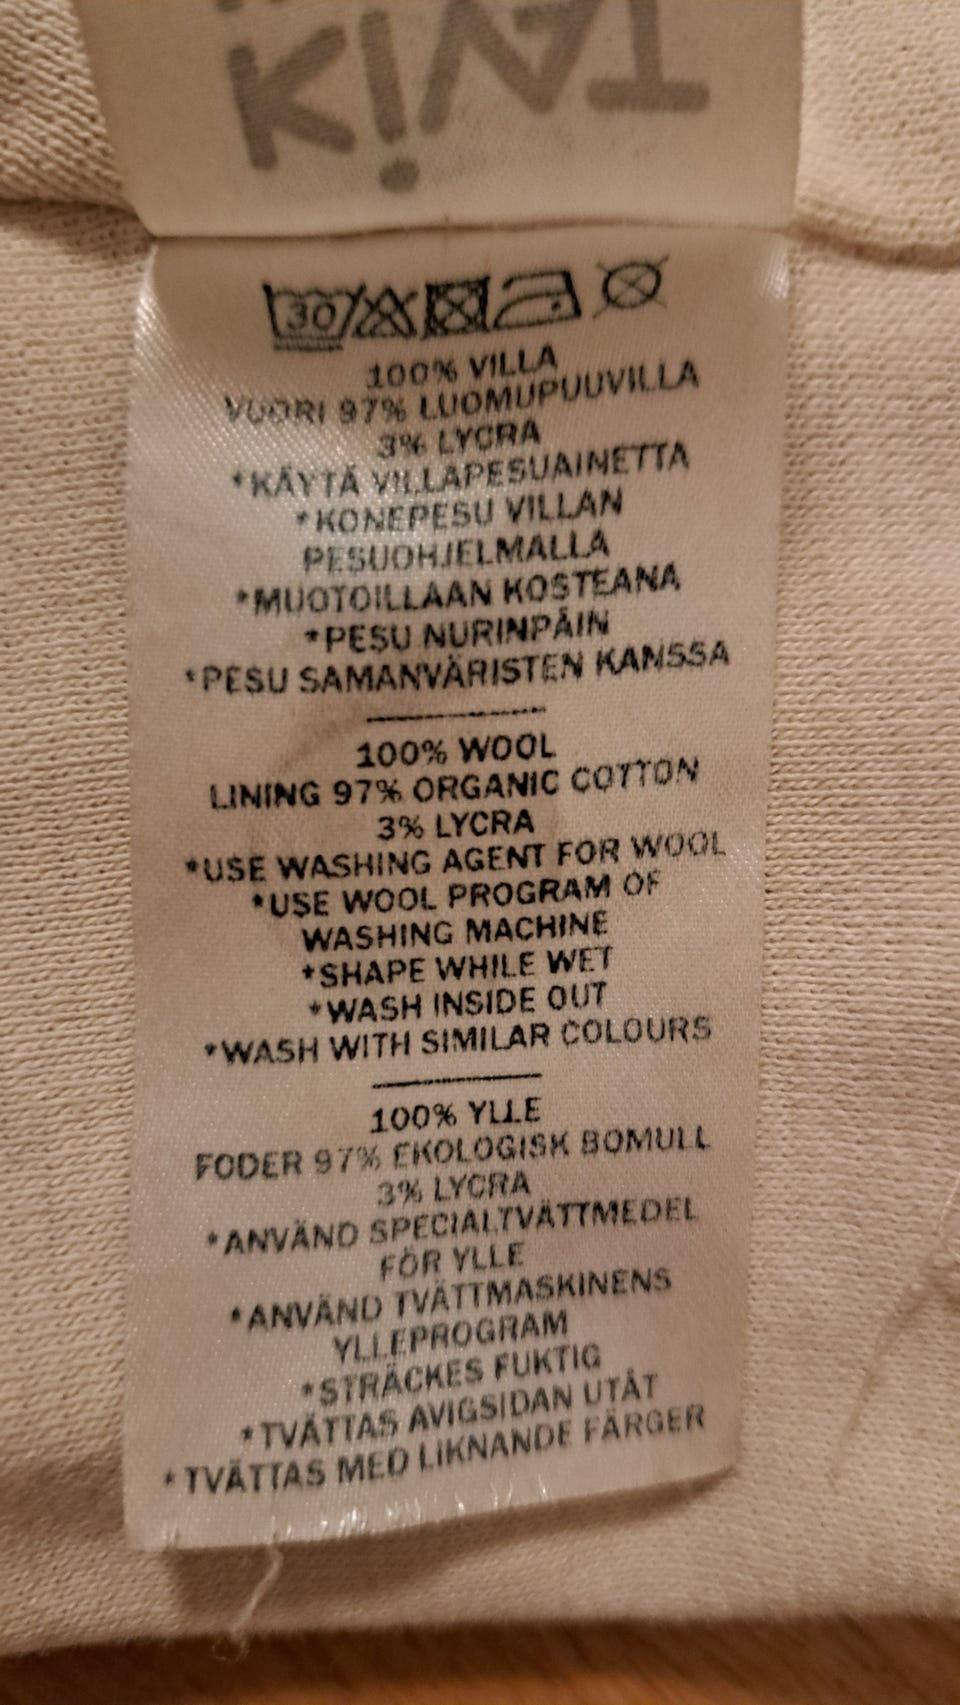 30
100% VILLA
VUORI 97% LUOMUPUUVILLA
3% LYCRA
*KÄYTÄ VILLAPESUAINETTA
*KONEPESU VILLAN
PESUOHJELMALLA
*MUOTOILLAAN KOSTEANA
*PESU NURINPÄIN
*PESU SAMANVÄRISTEN KANSSA
100% WOOL
LINING 97% ORGANIC COTTON
3% LYCRA
*USE WASHING AGENT FOR WOOL
*USE WOOL PROGRAM OF
WASHING MACHINE
*SHAPE WHILE WET
*WASH INSIDE OUT
*WASH WITH SIMILAR COLOURS
100% YLLE
FODER 97% EKOLOGISK BOMULL
3% LYCRA
*ANVÄND SPECIALTVÄTTMEDEL
FÖR YLLE
*ANVÄND TVÄTTMASKINENS
YLLEPROGRAM
*STRÄCKES FUKTIG
*TVÄTTAS AVIGSIDAN UTÅT
*TVÄTTAS MED LIKNANDE FÄRGER